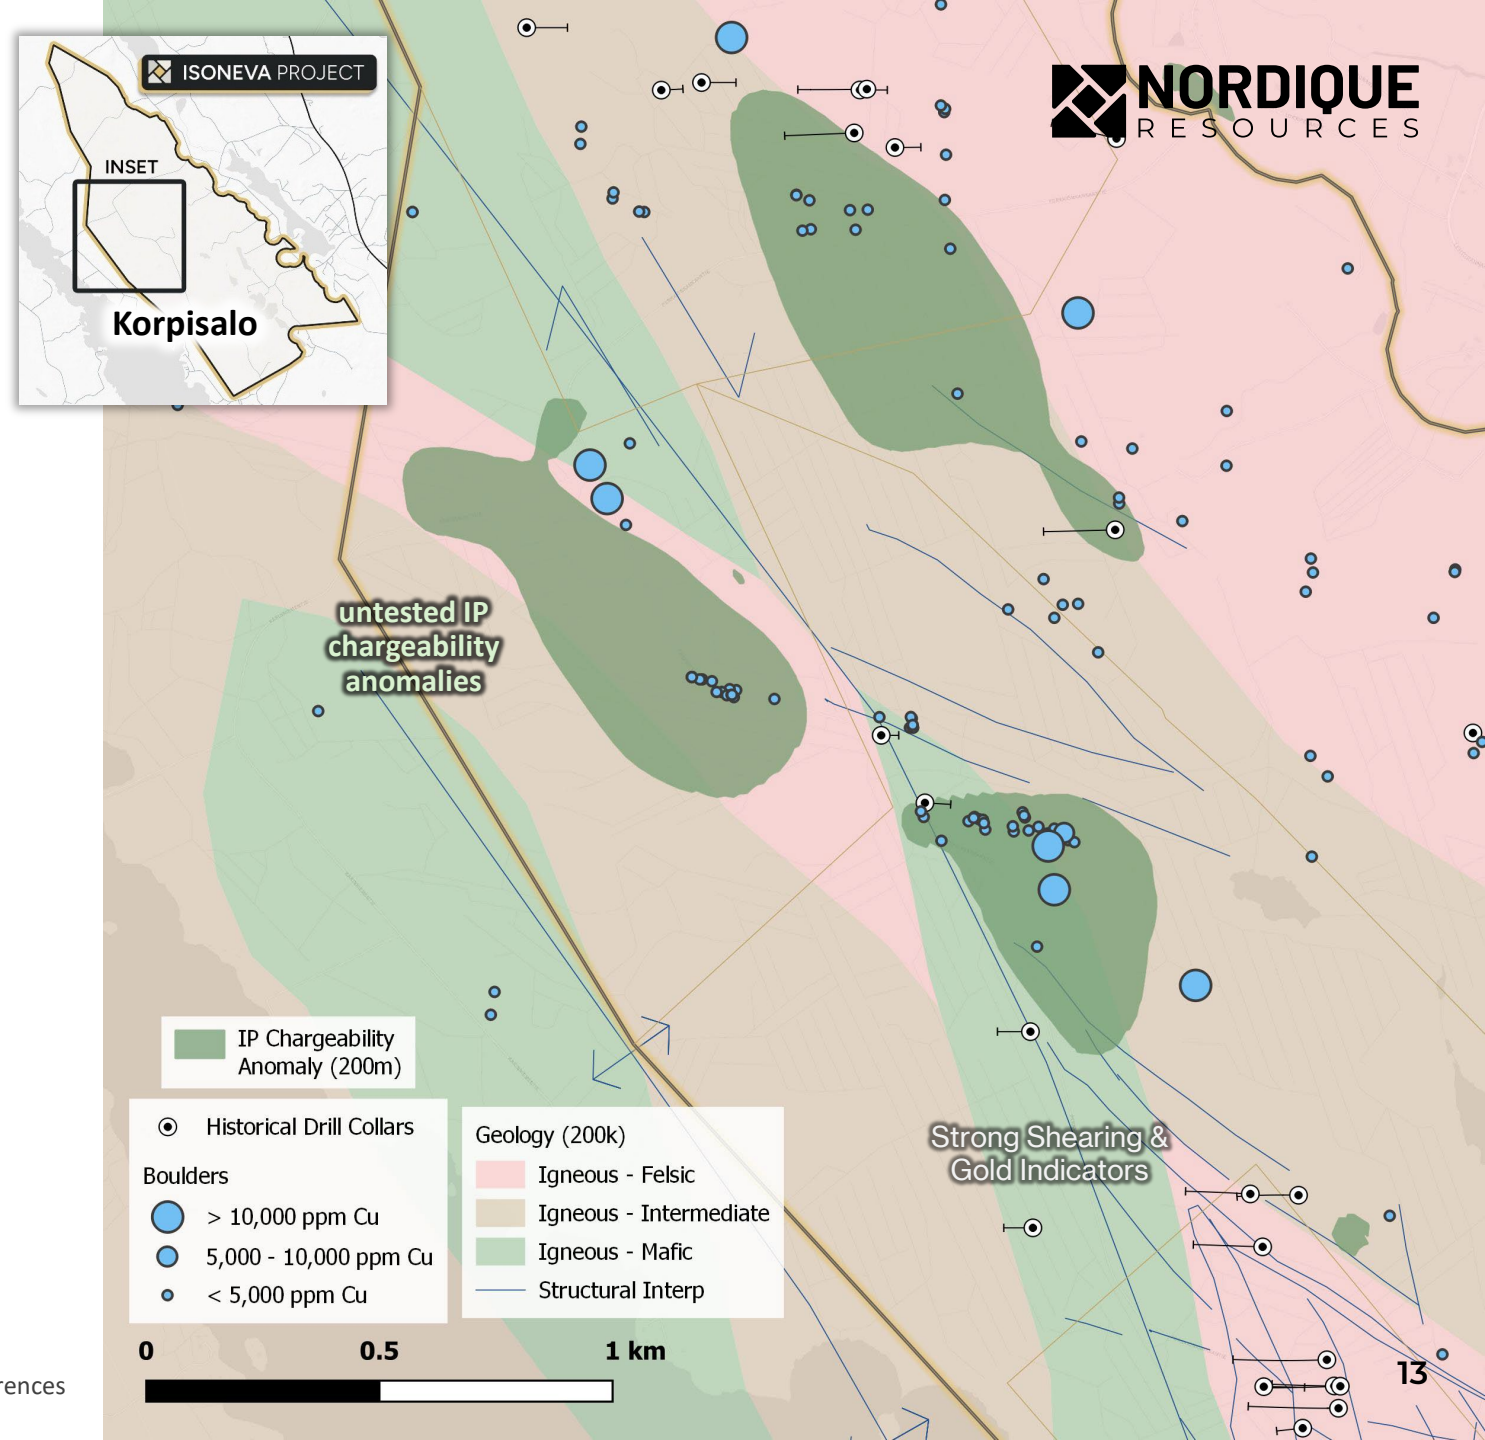 ISONEVA PROJECT
INSET
Korpisalo
NORDIQUE
RESOURCES
untested IP
chargeability
anomalies
IP Chargeability
Anomaly (200m)
Historical Drill Collars
Boulders
> 10,000 ppm Cu
5,000 - 10,000 ppm Cu
< 5,000 ppm Cu
Geology (200k)
Igneous - Felsic
Igneous - Intermediate
Igneous - Mafic
Structural Interp
Strong Shearing &
Gold Indicators
0 0.5 1 km
rences
13